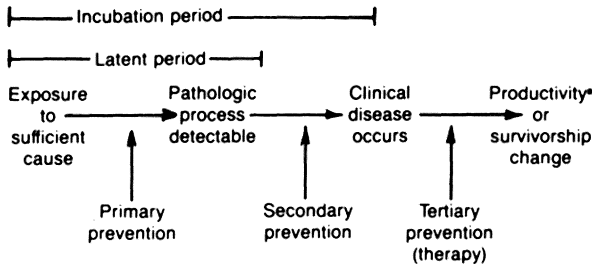 Incubation period
Latent period
Exposure
to
sufficient
cause
Pathologic
process
detectable
Clinical
disease
occurs
Productivity*
or
survivorship
change
Primary
prevention
Secondary
prevention
Tertiary
prevention
(therapy)